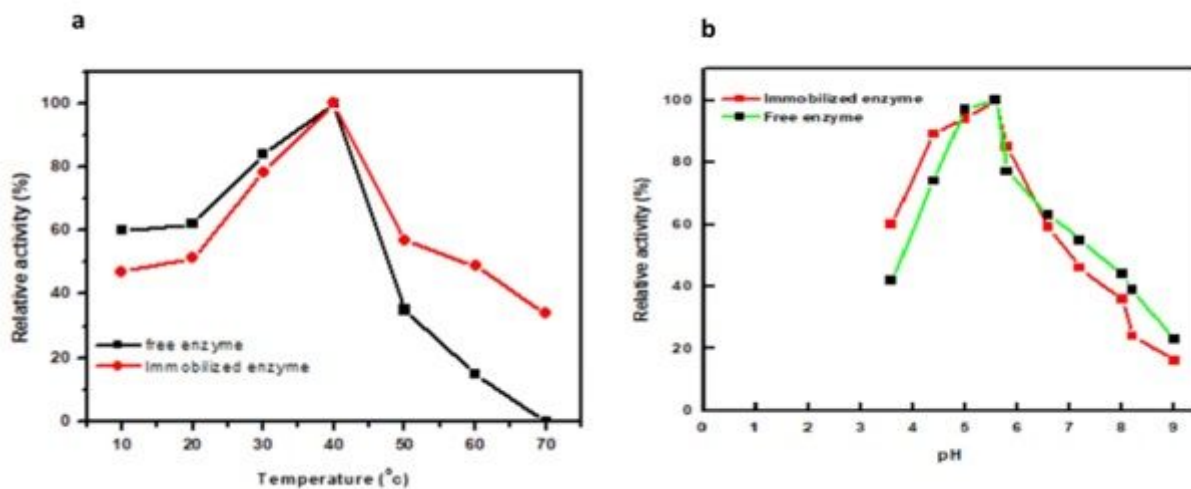 a
Relative activity (%)
100
80
60
40
20
0
free enzyme
Immobilized enzyme
10 20 30 40 50 60 70
Temperature (°c)
b
Relative activity (%)
100
80
60
40
20
0
Immobilized enzyme
Free enzyme
0 1 2 3 4 5 6 7 8 9
pH